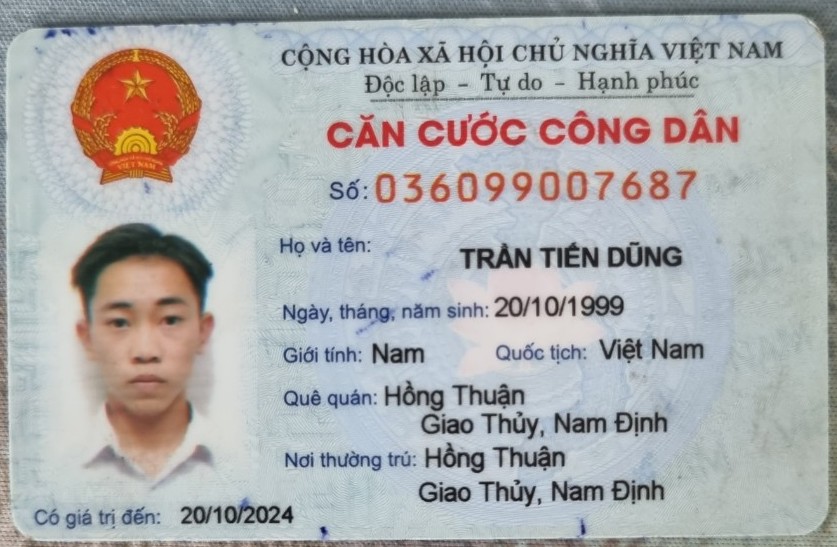 CỘNG HÒA XÃ HỘI CHỦ NGHĨA VIỆT NAM
Độc lập - Tự do - Hạnh phúc
CĂN CƯỚC CÔNG DÂN
Số: 036099007687
Họ và tên: TRẦN TIẾN DŨNG
Ngày, tháng, năm sinh: 20/10/1999
Giới tính: Nam Quốc tịch: Việt Nam
Quê quán: Hồng Thuận
Giao Thủy, Nam Định
Nơi thường trú: Hồng Thuận
Giao Thủy, Nam Định
Có giá trị đến: 20/10/2024
VIỆT NAM